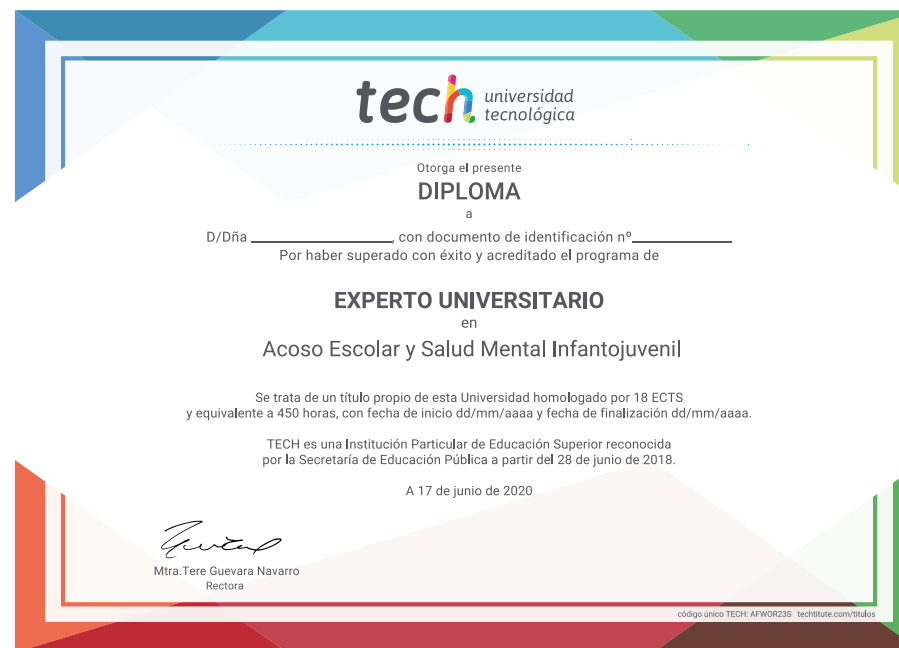 tech universidad
tecnológica
Otorga el presente
DIPLOMA
a
D/Dña ________________, con documento de identificación nº____________
Por haber superado con éxito y acreditado el programa de
EXPERTO UNIVERSITARIO
en
Acoso Escolar y Salud Mental Infantojuvenil
Se trata de un título propio de esta Universidad homologado por 18 ECTS
y equivalente a 450 horas, con fecha de inicio dd/mm/aaaa y fecha de finalización dd/mm/aaaa.
TECH es una Institución Particular de Educación Superior reconocida
por la Secretaría de Educación Pública a partir del 28 de junio de 2018.
A 17 de junio de 2020
Mtra.Tere Guevara Navarro
Rectora
código único TECH: AFWOR23S techtitute.com/titulos